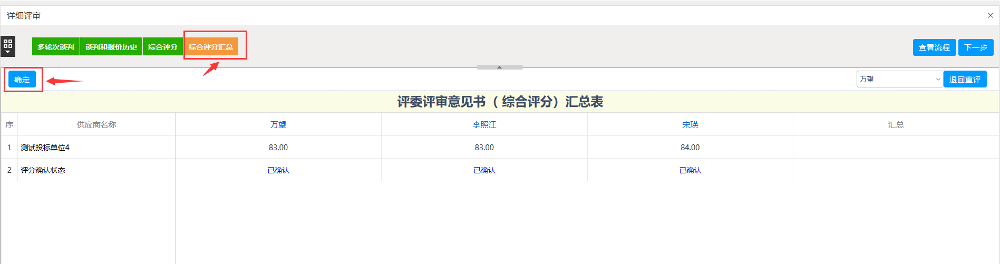 详细评审
多轮次谈判 谈判和报价历史 综合评分 综合评分汇总 查看流程 下一步
确定 万望 退回重评
评委评审意见书（ 综合评分）汇总表
序 供应商名称 万望 李照江 宋瑛 汇总
1 测试投标单位4 83.00 83.00 84.00
2 评分确认状态 已确认 已确认 已确认